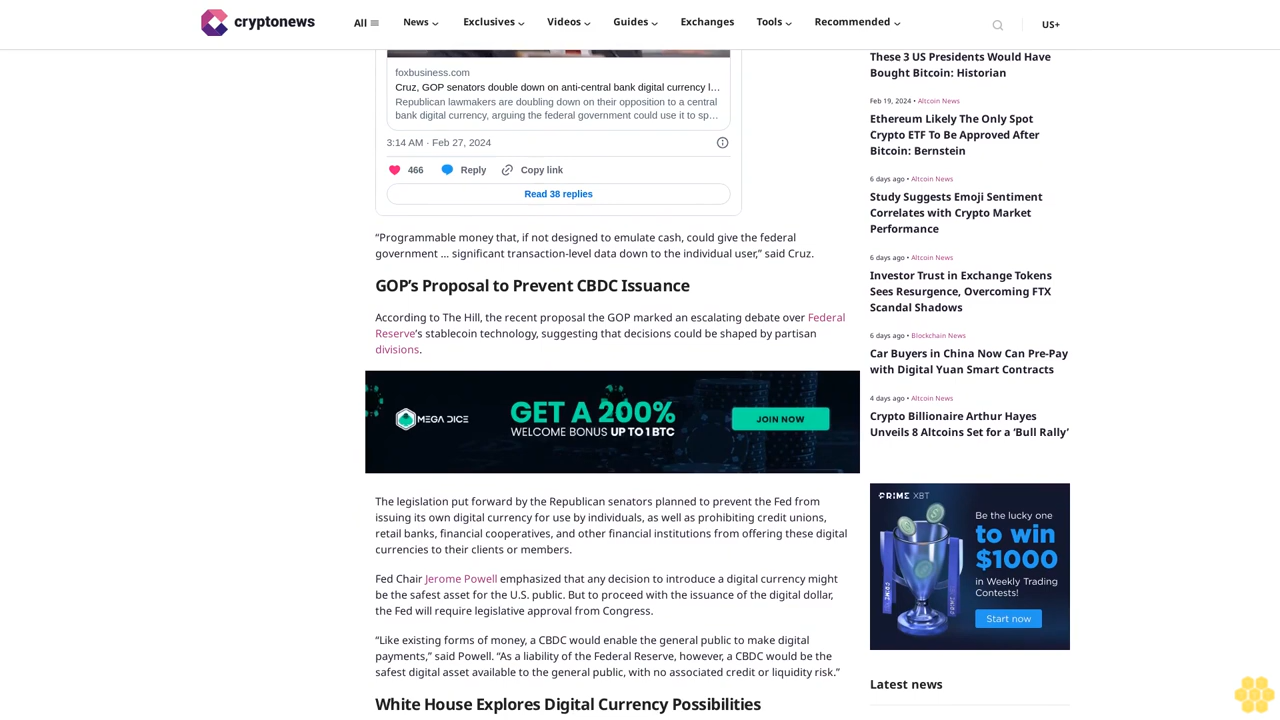 cryptonews
All
News
Exclusives
Videos
Guides
Exchanges
Tools
Recommended
US+
foxbusiness.com
Cruz, GOP senators double down on anti-central bank digital currency l…
Republican lawmakers are doubling down on their opposition to a central
bank digital currency, arguing the federal government could use it to sp…
3:14 AM · Feb 27, 2024
466
Reply
Copy link
Read 38 replies
“Programmable money that, if not designed to emulate cash, could give the federal
government … significant transaction-level data down to the individual user,” said Cruz.
GOP’s Proposal to Prevent CBDC Issuance
According to The Hill, the recent proposal the GOP marked an escalating debate over Federal
Reserve’s stablecoin technology, suggesting that decisions could be shaped by partisan
divisions.
MEGA DICE
GET A 200%
WELCOME BONUS UP TO 1 BTC
JOIN NOW
The legislation put forward by the Republican senators planned to prevent the Fed from
issuing its own digital currency for use by individuals, as well as prohibiting credit unions,
retail banks, financial cooperatives, and other financial institutions from offering these digital
currencies to their clients or members.
Fed Chair Jerome Powell emphasized that any decision to introduce a digital currency might
be the safest asset for the U.S. public. But to proceed with the issuance of the digital dollar,
the Fed will require legislative approval from Congress.
“Like existing forms of money, a CBDC would enable the general public to make digital
payments,” said Powell. “As a liability of the Federal Reserve, however, a CBDC would be the
safest digital asset available to the general public, with no associated credit or liquidity risk.”
White House Explores Digital Currency Possibilities
These 3 US Presidents Would Have
Bought Bitcoin: Historian
Feb 19, 2024 • Altcoin News
Ethereum Likely The Only Spot
Crypto ETF To Be Approved After
Bitcoin: Bernstein
6 days ago • Altcoin News
Study Suggests Emoji Sentiment
Correlates with Crypto Market
Performance
6 days ago • Altcoin News
Investor Trust in Exchange Tokens
Sees Resurgence, Overcoming FTX
Scandal Shadows
6 days ago • Blockchain News
Car Buyers in China Now Can Pre-Pay
with Digital Yuan Smart Contracts
4 days ago • Altcoin News
Crypto Billionaire Arthur Hayes
Unveils 8 Altcoins Set for a ‘Bull Rally’
PRIME XBT
Be the lucky one
to win
$1000
in Weekly Trading
Contests!
Start now
Latest news